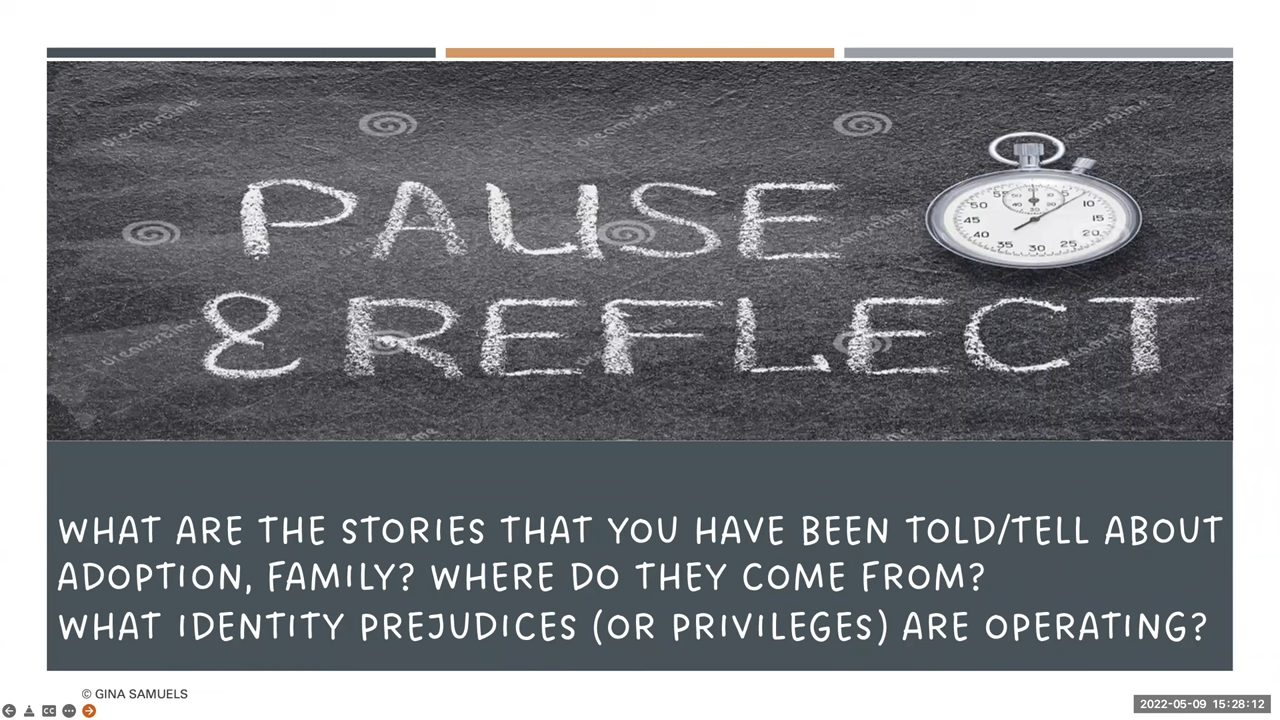 PAUSE
& REFLECT
WHAT ARE THE STORIES THAT YOU HAVE BEEN TOLD/TELL ABOUT
ADOPTION, FAMILY? WHERE DO THEY COME FROM?
WHAT IDENTITY PREJUDICES (OR PRIVILEGES) ARE OPERATING?
© GINA SAMUELS
2022-05-09 15:28:12